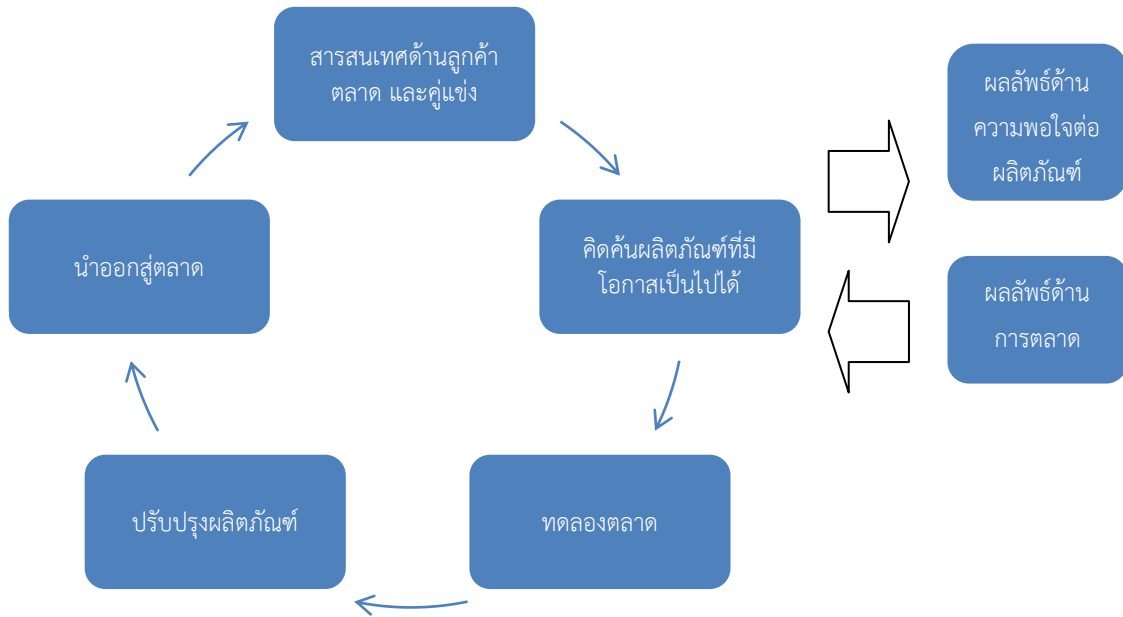 สารสนเทศด้านลูกค้า
ตลาด และคู่แข่ง
คิดค้นผลิตภัณฑ์ที่มี
โอกาสเป็นไปได้
ทดลองตลาด
ปรับปรุงผลิตภัณฑ์
นำออกสู่ตลาด
ผลลัพธ์ด้าน
ความพอใจต่อ
ผลิตภัณฑ์
ผลลัพธ์ด้าน
การตลาด